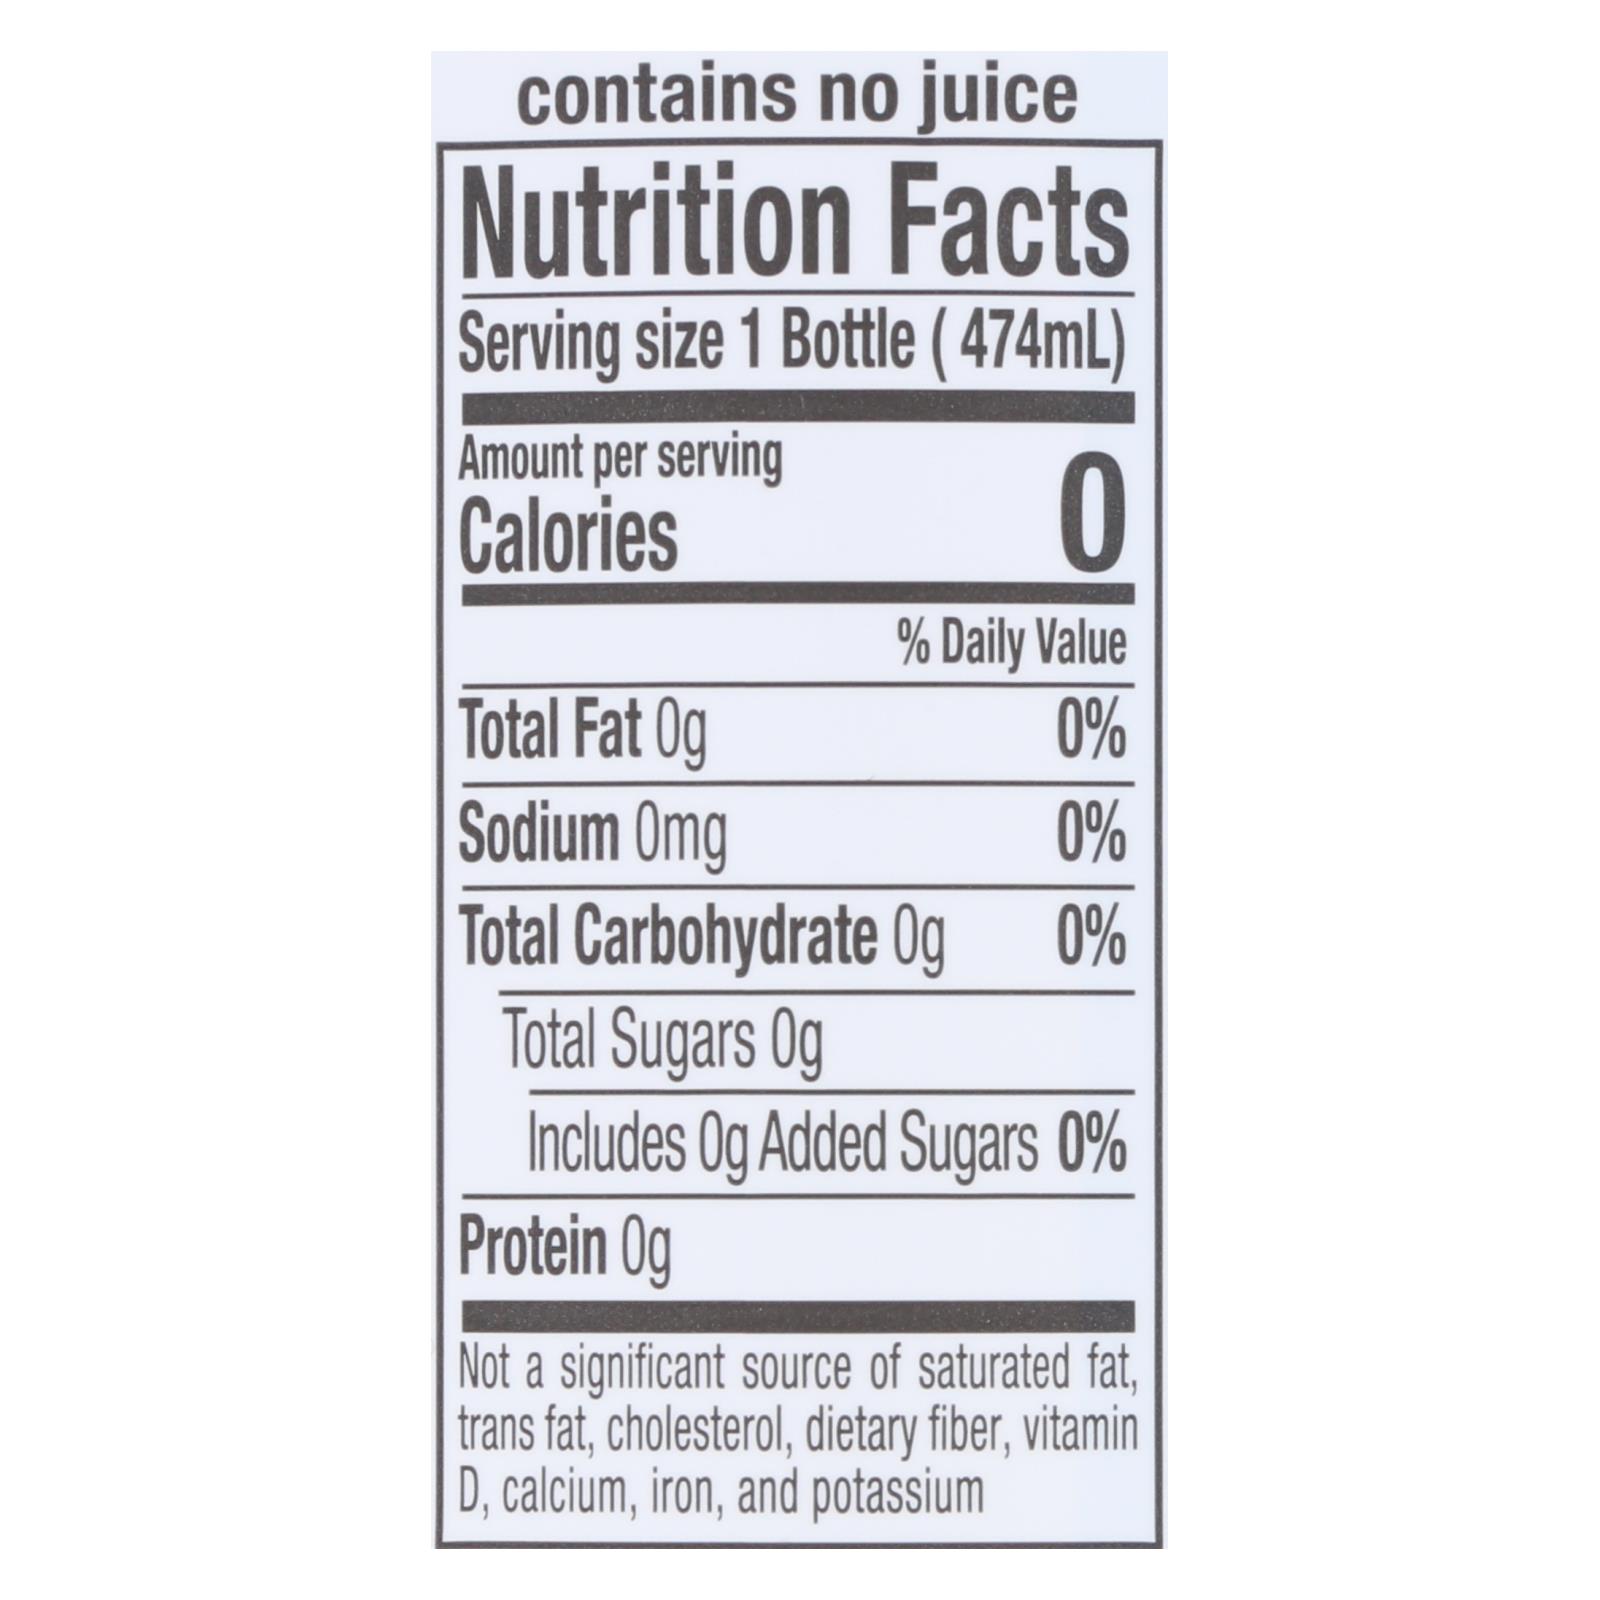 contains no juice
Nutrition Facts
Serving size 1 Bottle ( 474mL)
Amount per serving
Calories 0
% Daily Value
Total Fat 0g 0%
Sodium 0mg 0%
Total Carbohydrate 0g 0%
Total Sugars 0g
Includes 0g Added Sugars 0%
Protein 0g
Not a significant source of saturated fat,
trans fat, cholesterol, dietary fiber, vitamin
D, calcium, iron, and potassium